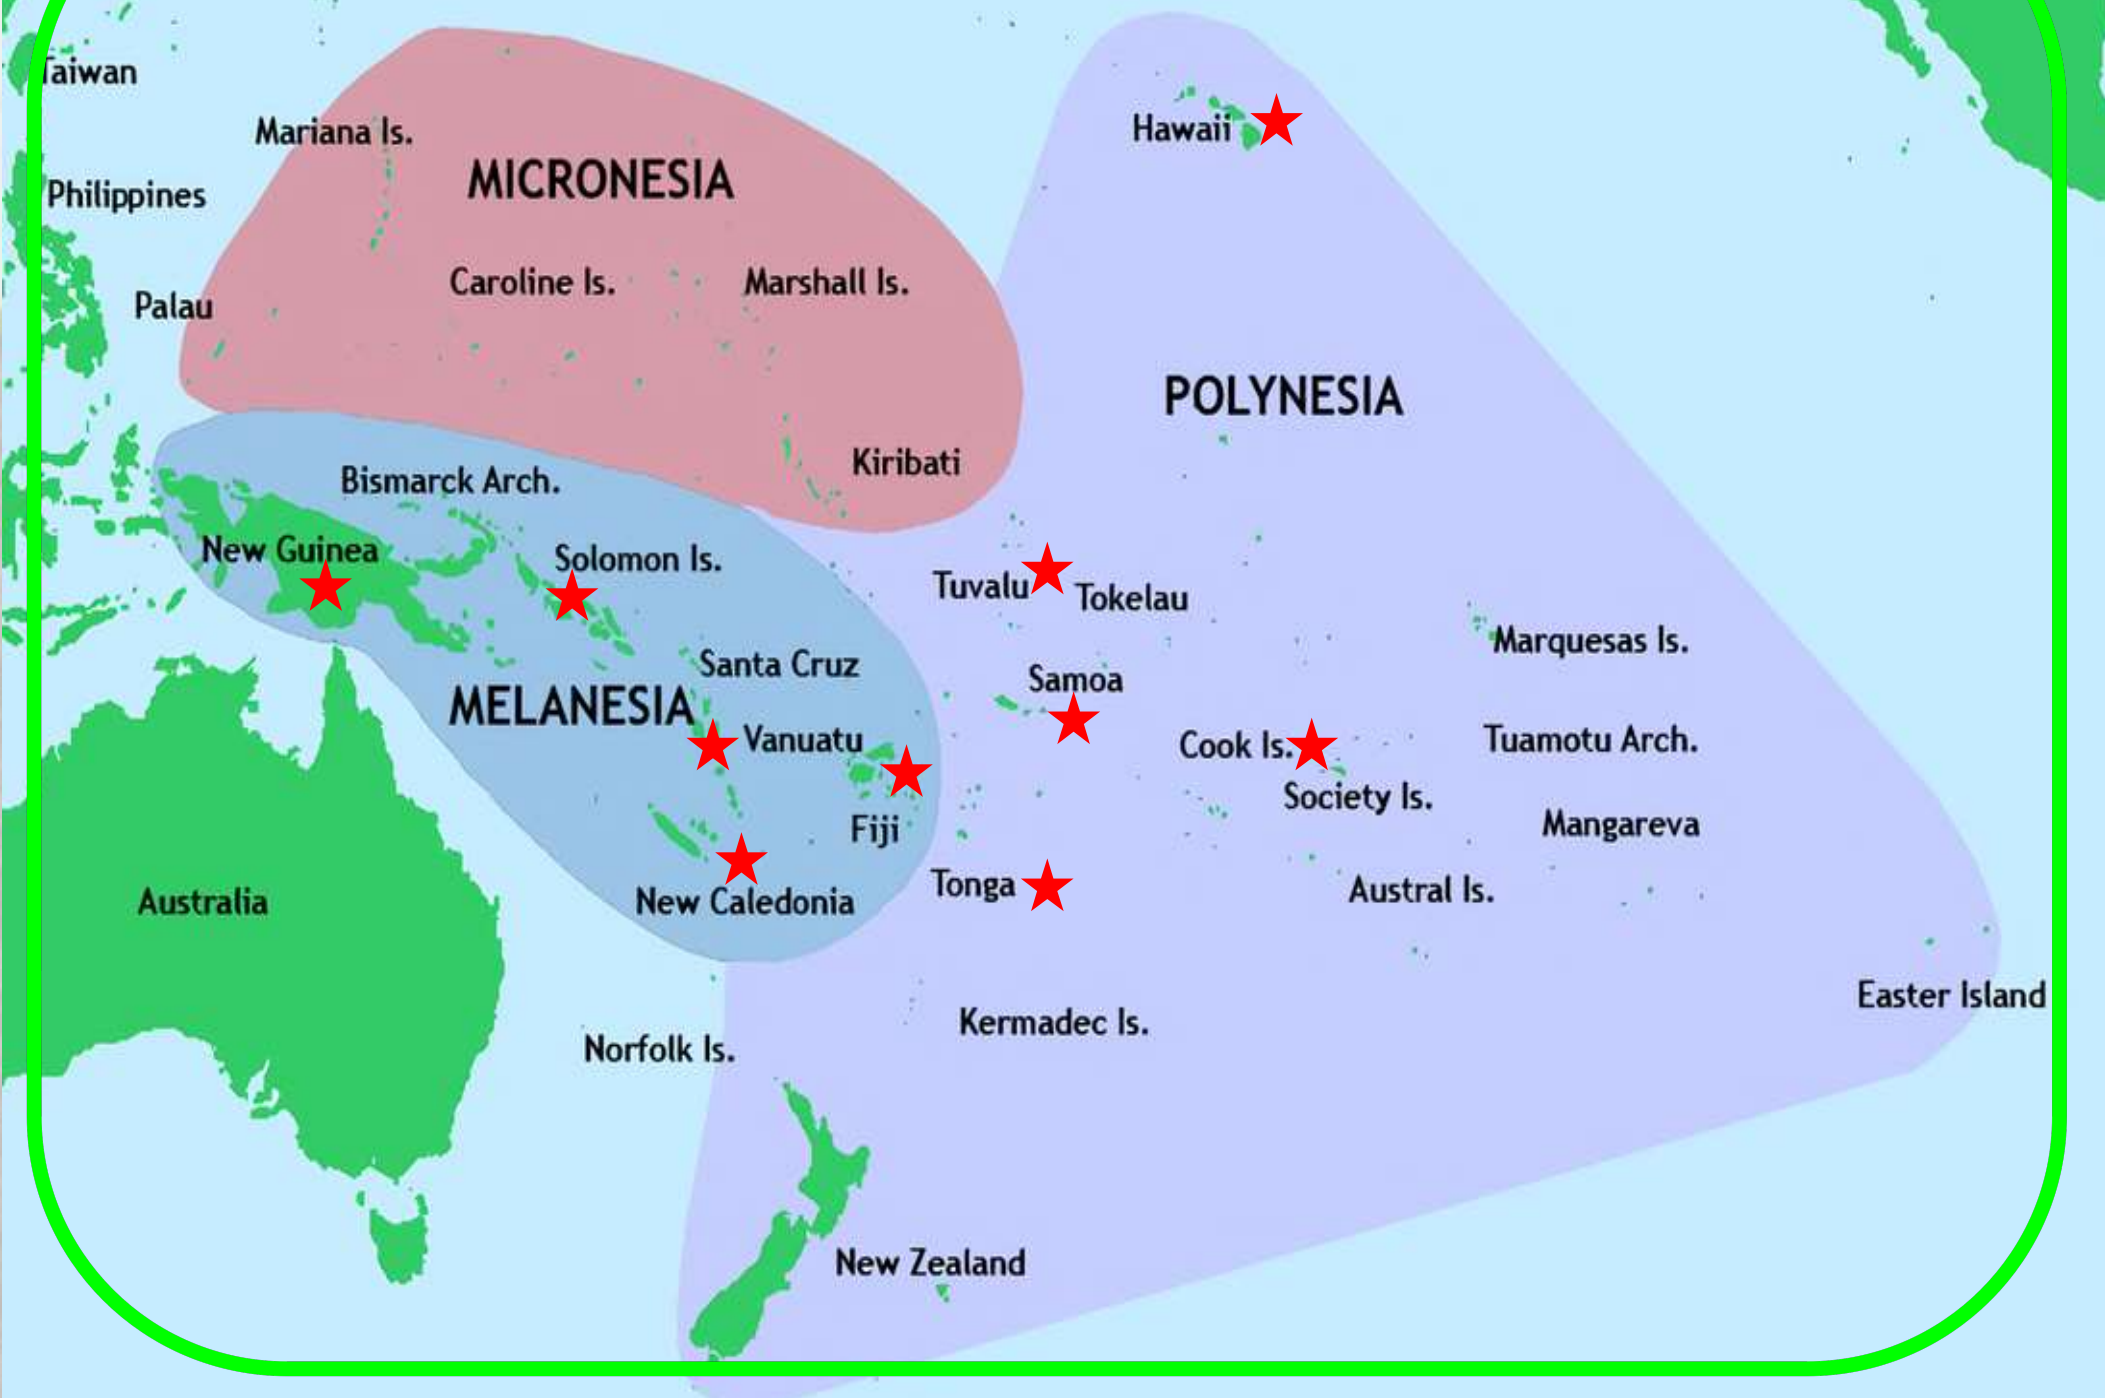 Taiwan
Hawaii
Mariana Is.
MICRONESIA
Philippines
Caroline Is.
Marshall Is.
Palau
POLYNESIA
Kiribati
Bismarck Arch.
New Guinea
Solomon Is.
Tuvalu
Tokelau
Marquesas Is.
Santa Cruz
Samoa
MELANESIA
Vanuatu
Cook Is.
Tuamotu Arch.
Society Is.
Fiji
Mangareva
Tonga
Austral Is.
Australia
New Caledonia
Easter Island
Kermadec Is.
Norfolk Is.
New Zealand